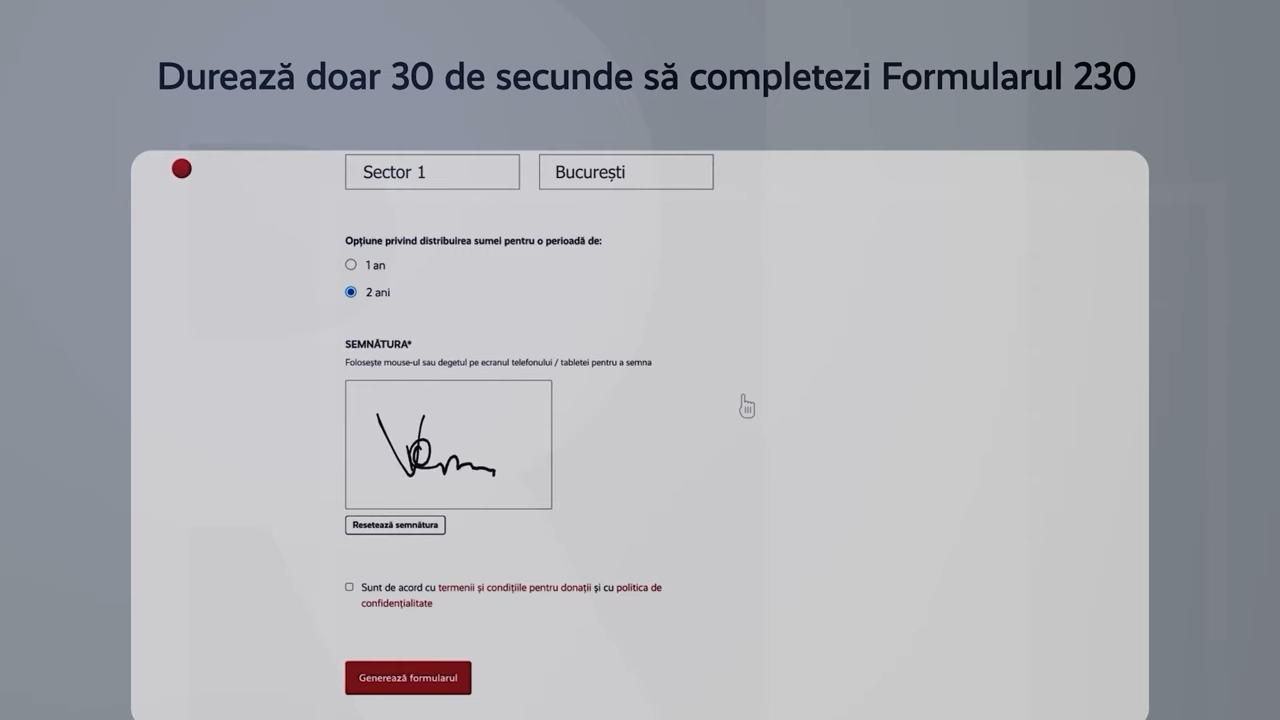 Durează doar 30 de secunde să completezi Formularul 230
Sector 1 București
Opțiune privind distribuirea sumei pentru o perioadă de:
1 an
2 ani
SEMNĂTURA*
Folosește mouse-ul sau degetul pe ecranul telefonului / tabletei pentru a semna
Resetează semnătura
Sunt de acord cu termenii și condițiile pentru donații și cu politica de
confidențialitate
Generează formularul